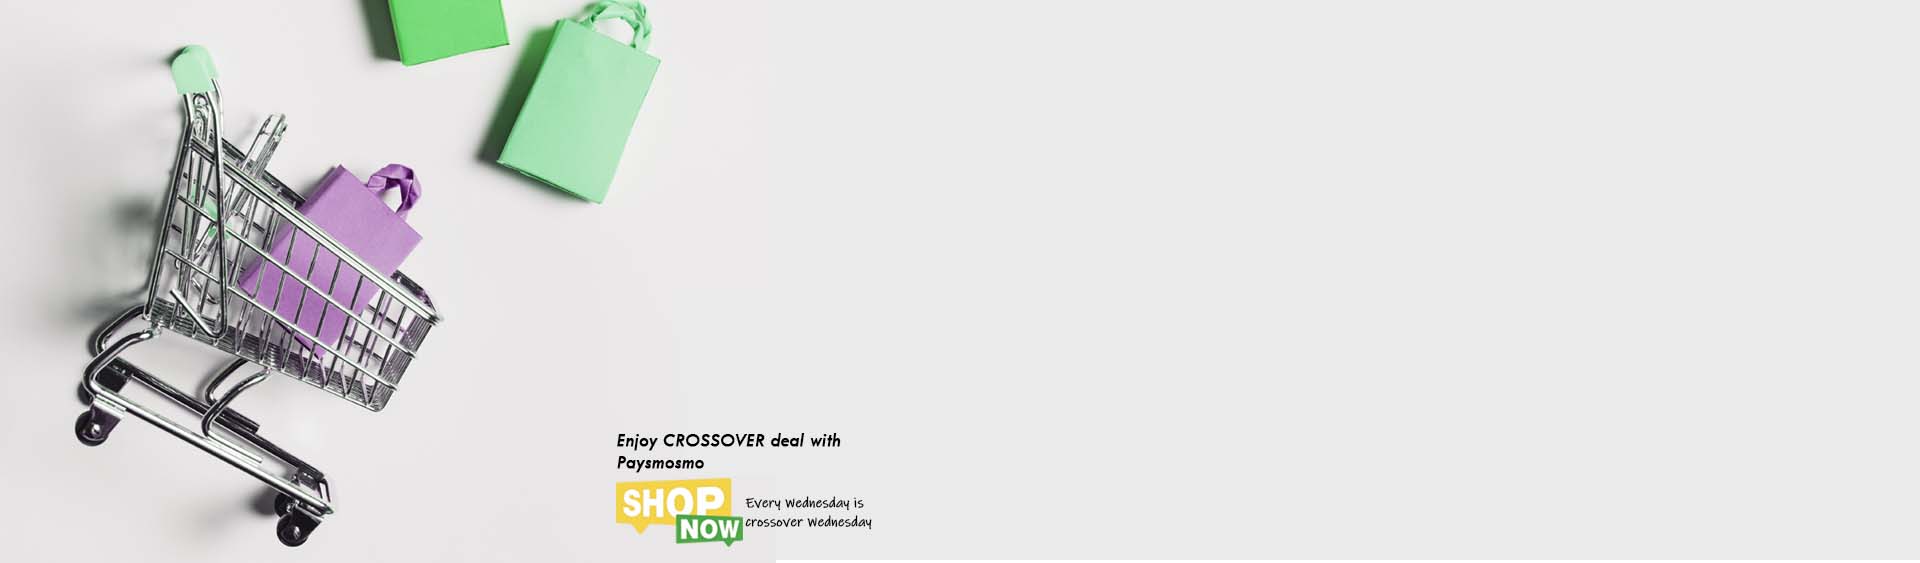 Enjoy CROSSOVER deal with
Paysmosmo
SHOP
NOW
Every Wednesday is
crossover Wednesday